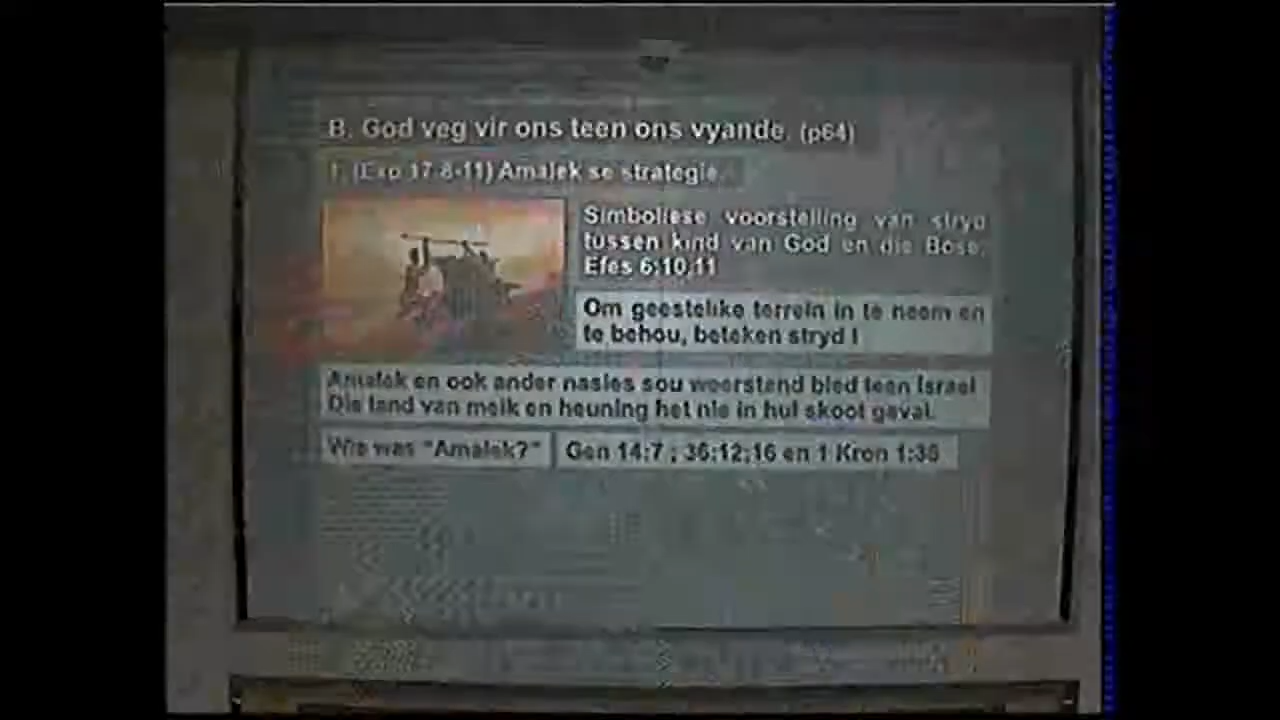 B. God veg vir ons teen ons vyande. (p64)
1. (Exo 17 8-11) Amalek se strategie.
Simboliese voorstelling van stryd
tussen kind van God en die Bose.
Efes 6:10,11
Om geestelike terrein in te neem en
te behou, beteken stryd !
Amalek en ook ander nasies sou weerstand bied teen Israel
Die land van melk en heuning het nie in hul skoot geval.
Wie was "Amalek?"
Gen 14:7 ; 36:12;16 en 1 Kron 1:36